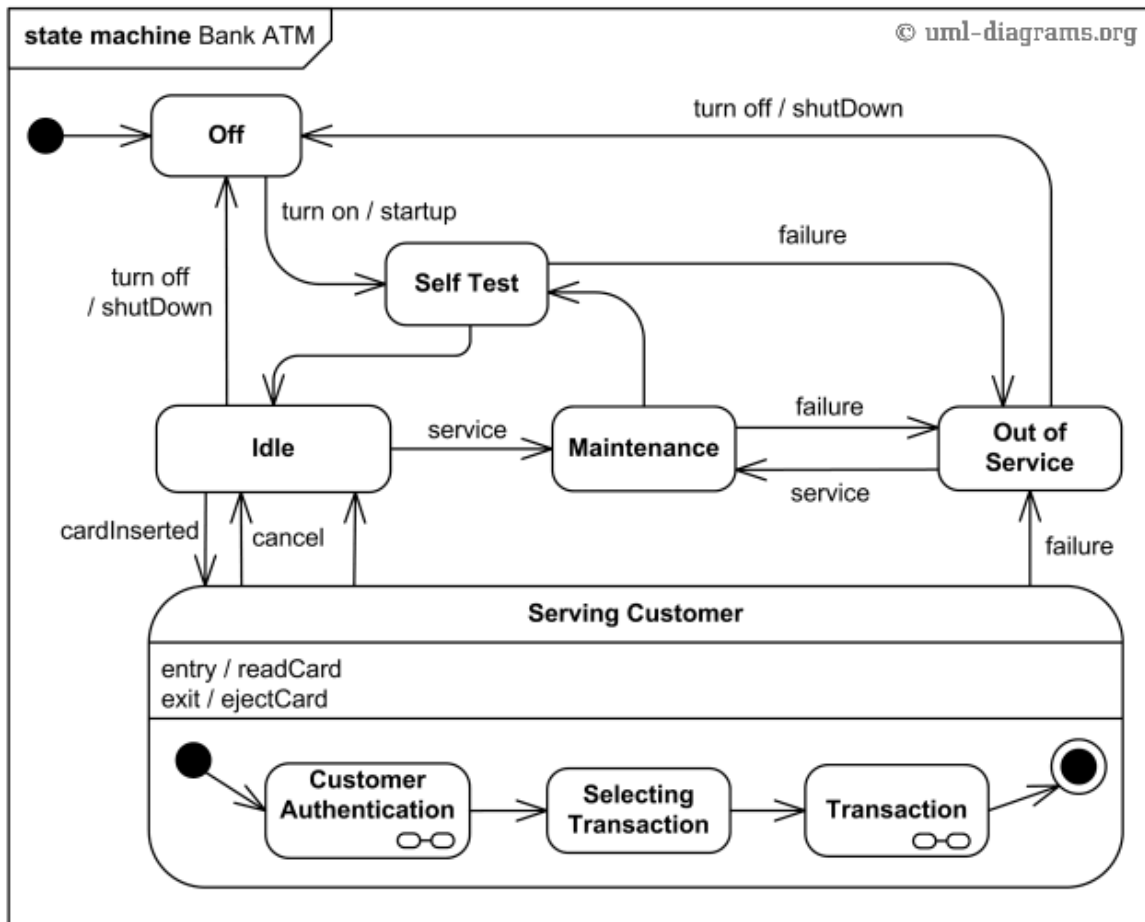 state machine Bank ATM
© uml-diagrams.org
Off
turn off / shutDown
turn on / startup
failure
Self Test
turn off
/ shutDown
Idle
service
Maintenance
failure
service
Out of
Service
cardInserted
cancel
failure
Serving Customer
entry / readCard
exit / ejectCard
Customer
Authentication
Selecting
Transaction
Transaction